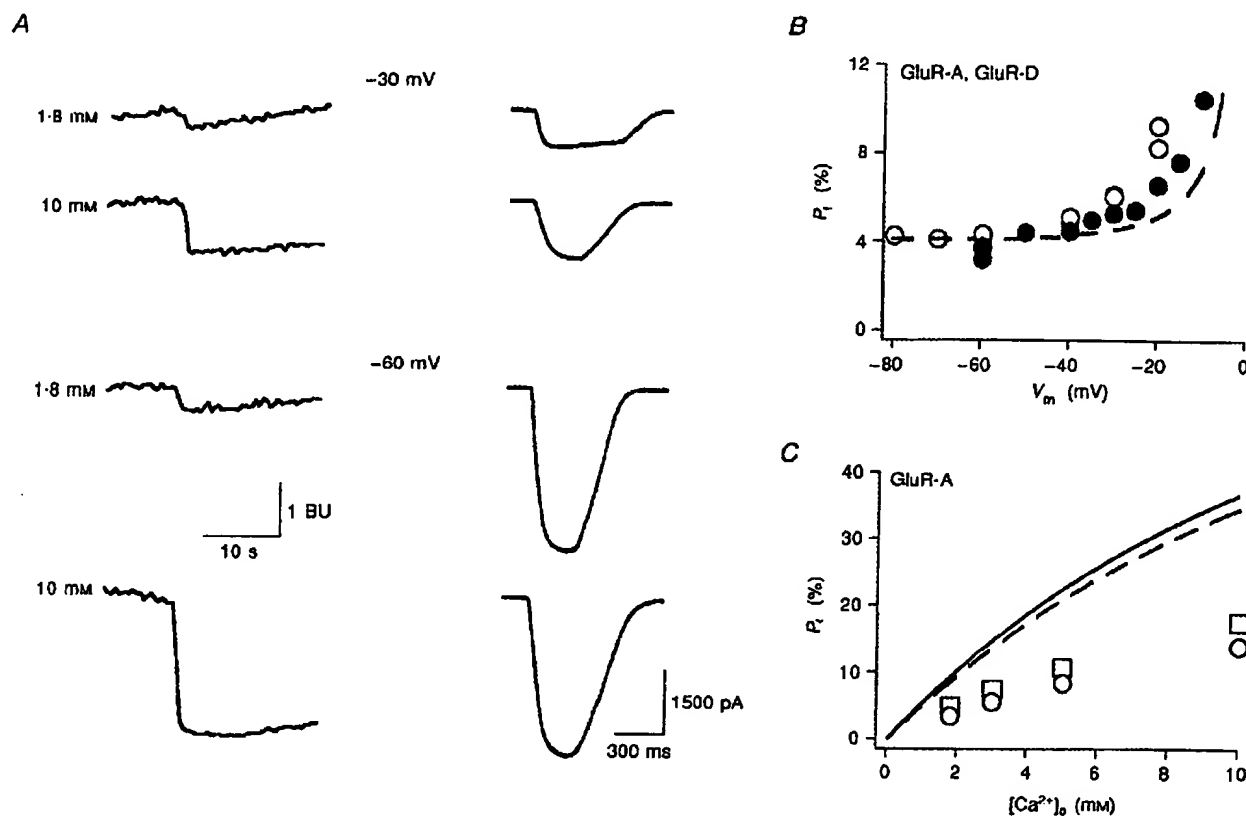 A
-30 mV
1·8 mM
10 mM
-60 mV
1·8 mM
1 BU
10 s
10 mM
1500 pA
300 ms
B
12
GluR-A, GluR-D
8
P_f (%)
4
0
-80
-60
-40
-20
0
V_m (mV)
C
40
GluR-A
30
P_f (%)
20
10
0
0
2
4
6
8
10
[Ca²⁺]_o (mM)